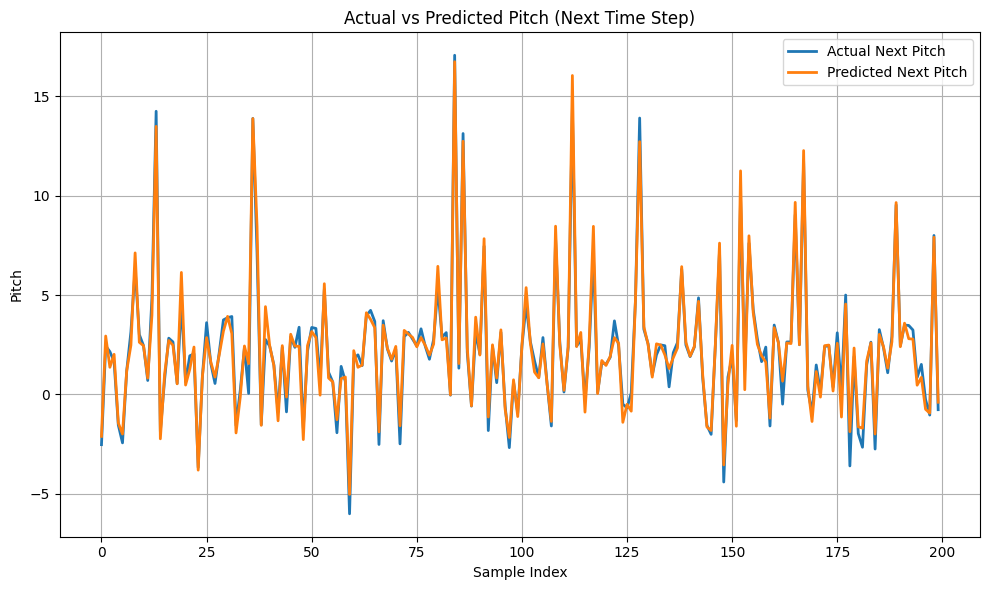 Actual vs Predicted Pitch (Next Time Step)
Actual Next Pitch
Predicted Next Pitch
15
10
5
0
−5
Pitch
0
25
50
75
100
125
150
175
200
Sample Index